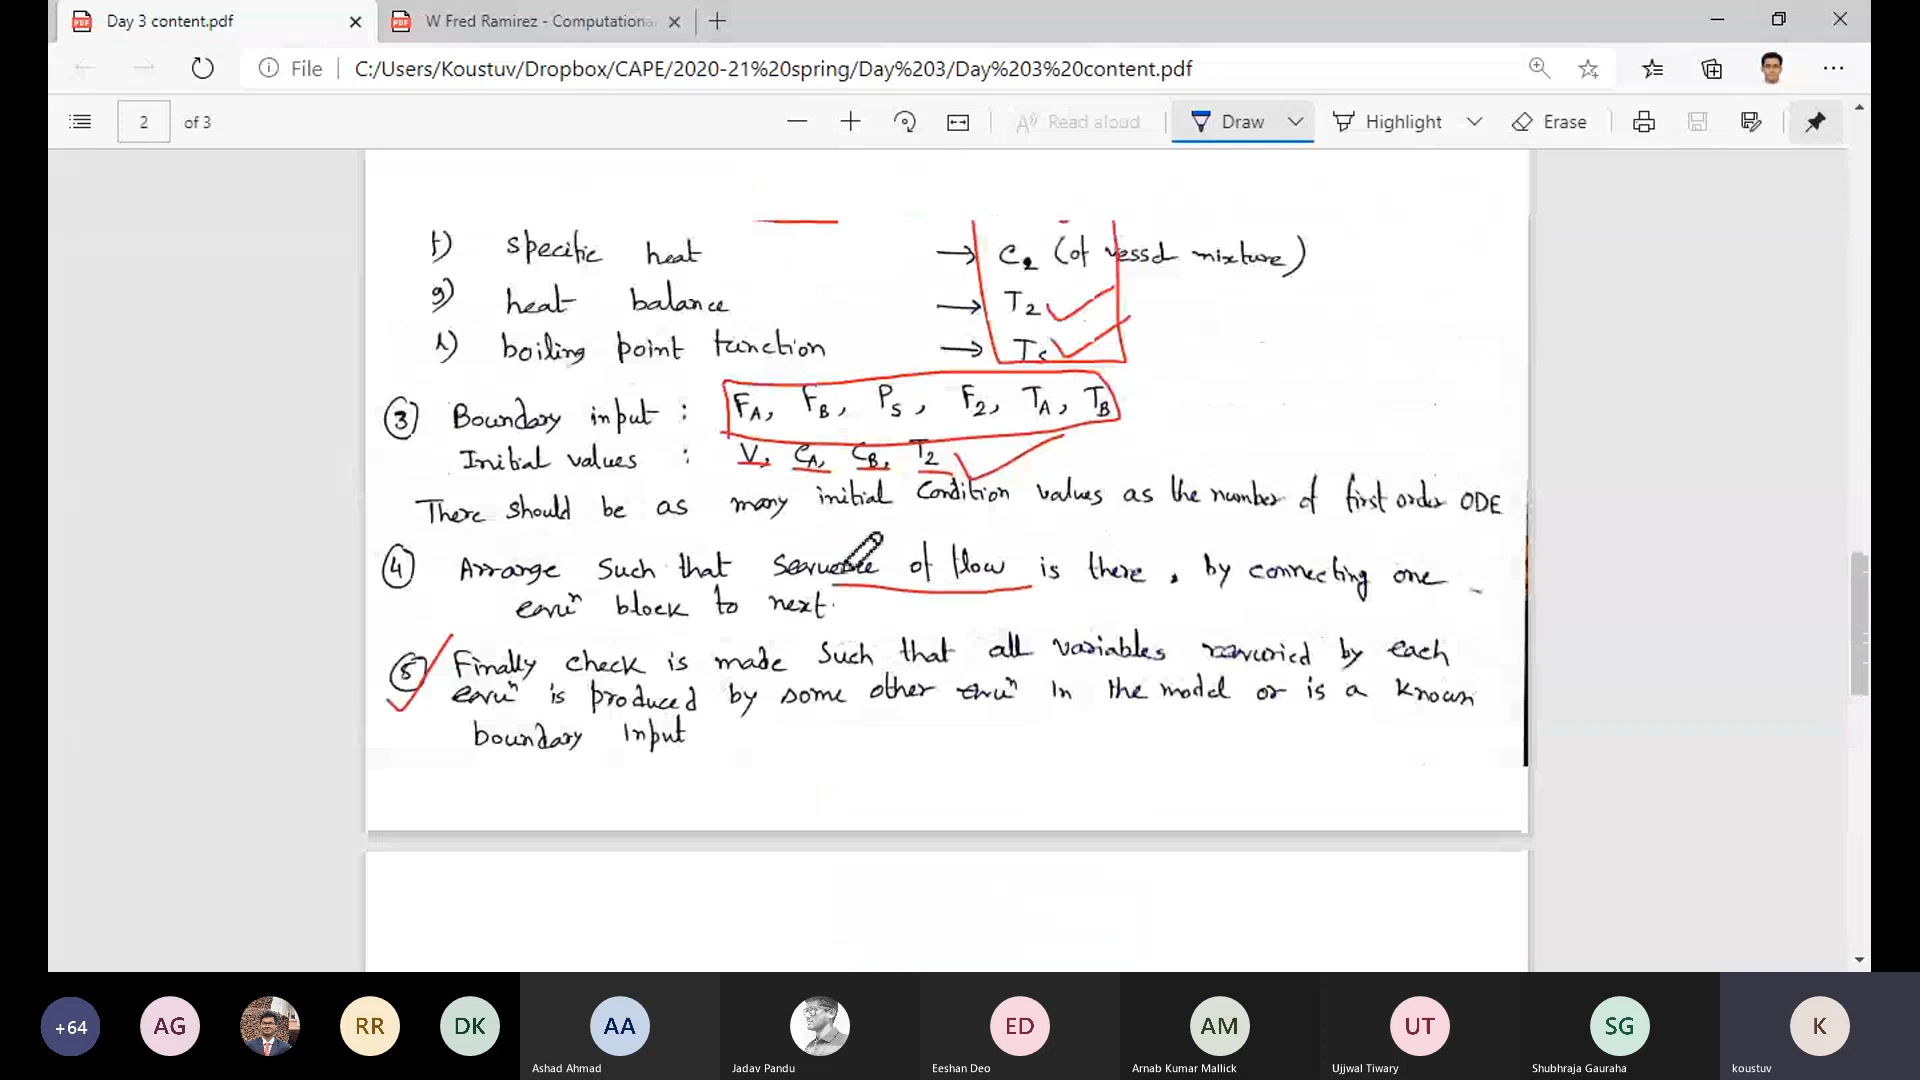 Day 3 content.pdf
W Fred Ramirez - Computationa
File
C:/Users/Koustuv/Dropbox/CAPE/2020-21%20spring/Day%203/Day%203%20content.pdf
2 of 3
Read aloud
Draw
Highlight
Erase
f) specific heat → C2 (of vessel mixture)
g) heat balance → T2
h) boiling point function →
3 Boundary input : FA, FB, PS, F2, TA, TB
Initial values : V, CA, CB, T2
There should be as many initial condition values as the number of first order ODE
4 Arrange such that of flow is there, by connecting one
block to next.
5 Finally check is made such that all variables required by each
eqUⁿ is produced by some other eqUⁿ in the model or is a known
boundary input
+64
AG
RR
DK
AA
ED
AM
UT
SG
K
Ashad Ahmad
Jadav Pandu
Eeshan Deo
Arnab Kumar Mallick
Ujjwal Tiwary
Shubhraja Gauraha
koustuv